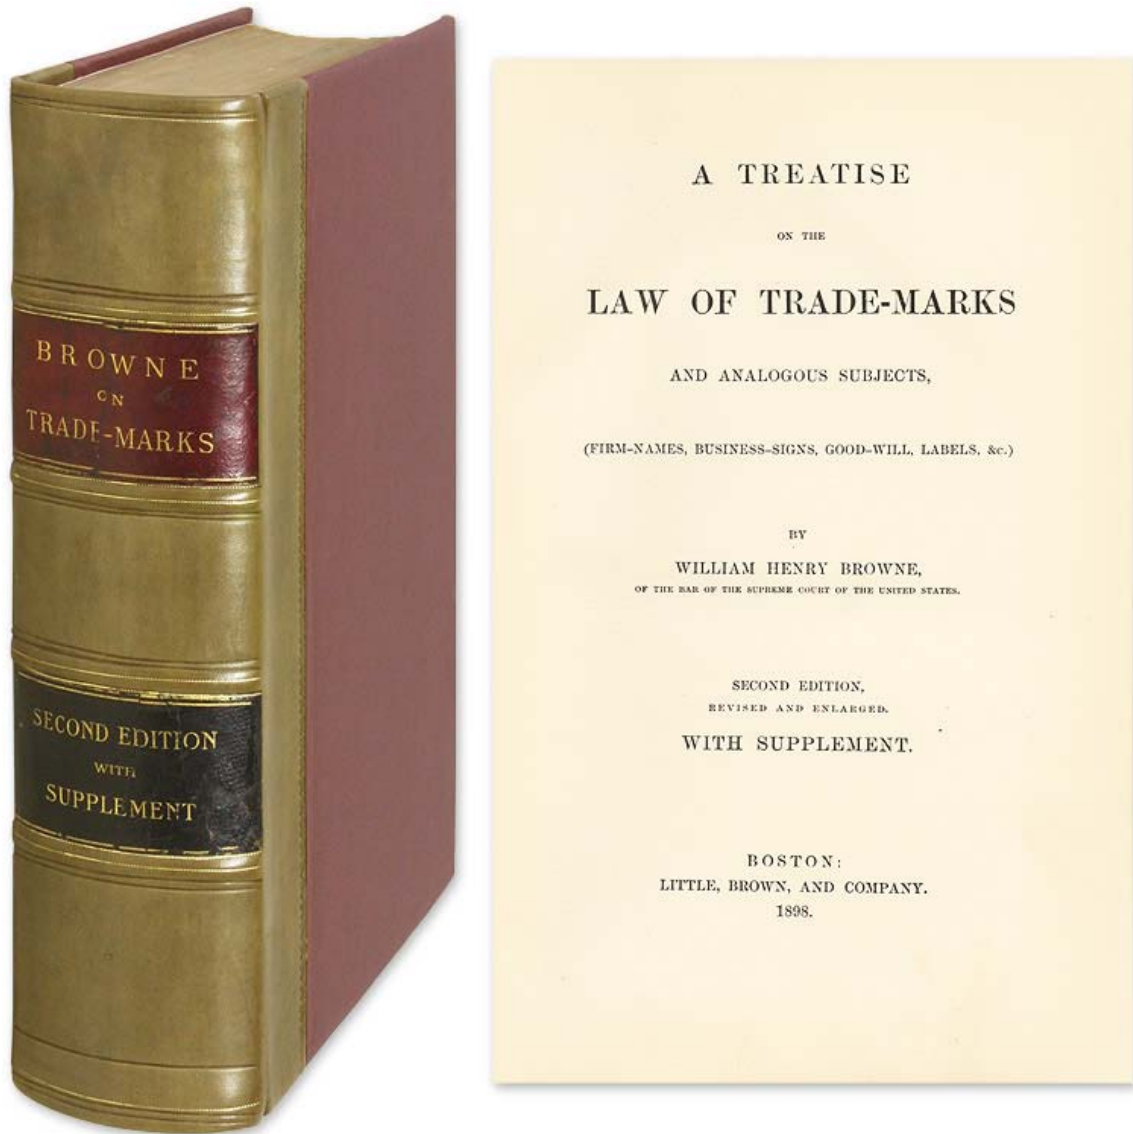 BROWNE
ON
TRADE-MARKS
SECOND EDITION
WITH
SUPPLEMENT
A TREATISE
ON THE
LAW OF TRADE-MARKS
AND ANALOGOUS SUBJECTS,
(FIRM-NAMES, BUSINESS-SIGNS, GOOD-WILL, LABELS, &c.)
BY
WILLIAM HENRY BROWNE,
OF THE BAR OF THE SUPREME COURT OF THE UNITED STATES.
SECOND EDITION,
REVISED AND ENLARGED.
WITH SUPPLEMENT.
BOSTON:
LITTLE, BROWN, AND COMPANY.
1898.